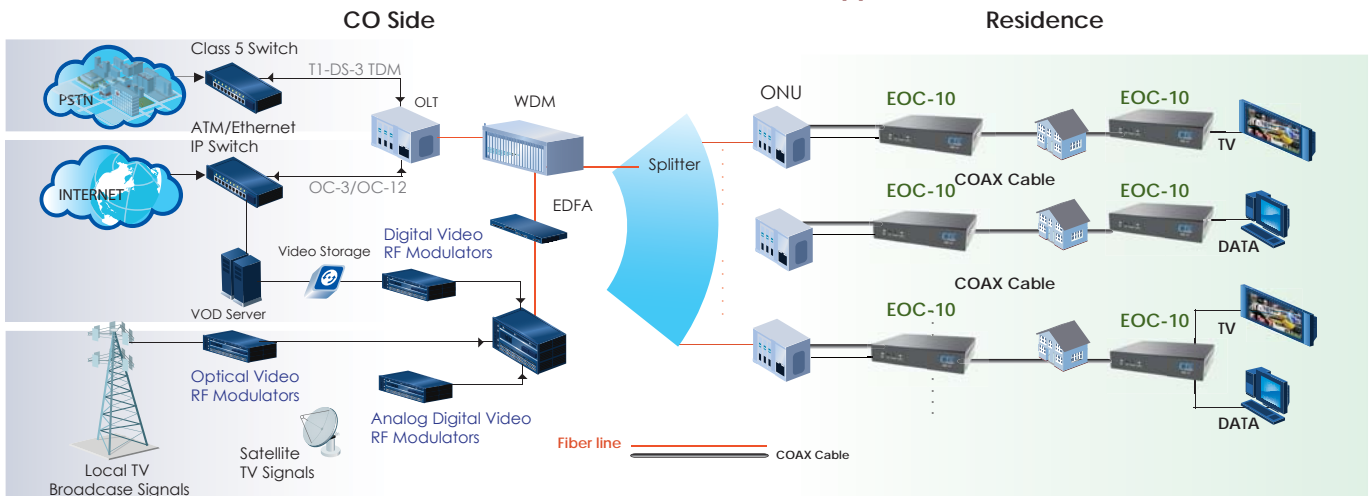 CO Side
Residence
Class 5 Switch
T1-DS-3 TDM
PSTN
OLT
WDM
ATM/Ethernet
IP Switch
INTERNET
OC-3/OC-12
EDFA
Splitter
Digital Video
RF Modulators
Video Storage
VOD Server
Optical Video
RF Modulators
Analog Digital Video
RF Modulators
Satellite
TV Signals
Local TV
Broadcase Signals
ONU
EOC-10
EOC-10
TV
COAX Cable
EOC-10
EOC-10
DATA
COAX Cable
EOC-10
EOC-10
TV
DATA
Fiber line
COAX Cable